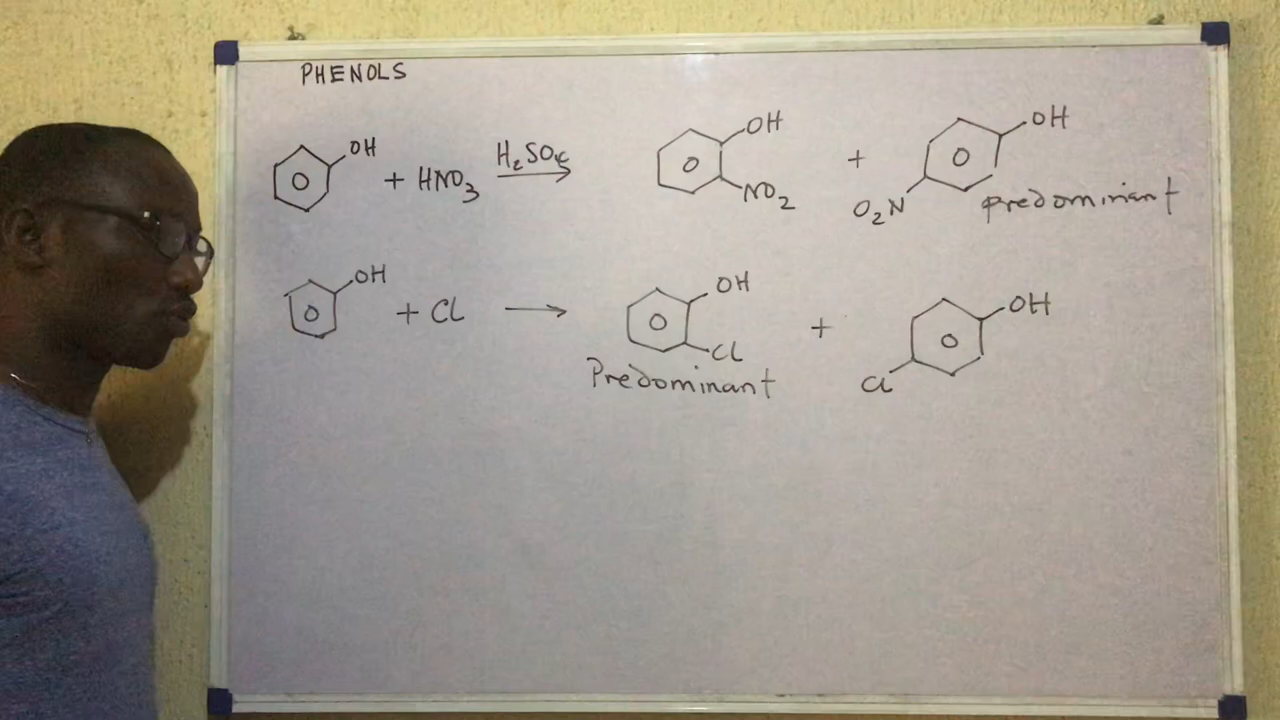 PHENOLS
OH + HNO₃ H₂SO₄ → OH NO₂ + OH O₂N Predominant
OH + Cl → OH Cl Predominant + OH Cl